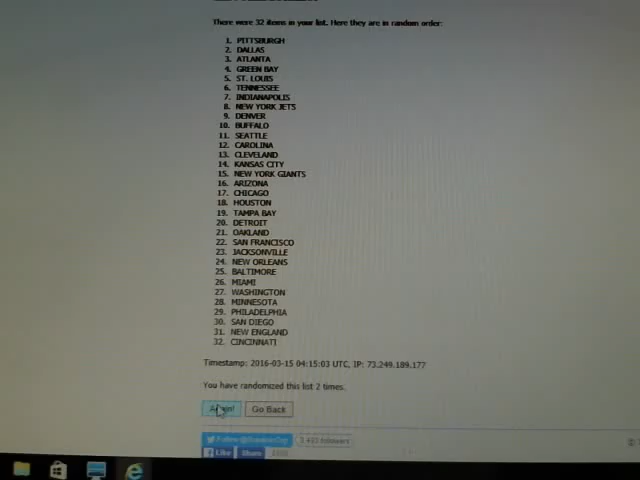 There were 32 items in your list. Here they are in random order:
1. PITTSBURGH
2. DALLAS
3. ATLANTA
4. GREEN BAY
5. ST. LOUIS
6. TENNESSEE
7. INDIANAPOLIS
8. NEW YORK JETS
9. DENVER
10. BUFFALO
11. SEATTLE
12. CAROLINA
13. CLEVELAND
14. KANSAS CITY
15. NEW YORK GIANTS
16. ARIZONA
17. CHICAGO
18. HOUSTON
19. TAMPA BAY
20. DETROIT
21. OAKLAND
22. SAN FRANCISCO
23. JACKSONVILLE
24. NEW ORLEANS
25. BALTIMORE
26. MIAMI
27. WASHINGTON
28. MINNESOTA
29. PHILADELPHIA
30. SAN DIEGO
31. NEW ENGLAND
32. CINCINNATI
Timestamp: 2016-03-15 04:15:03 UTC, IP: 73.249.189.177
You have randomized this list 2 times.
Again! Go Back
Follow followers
Like Share